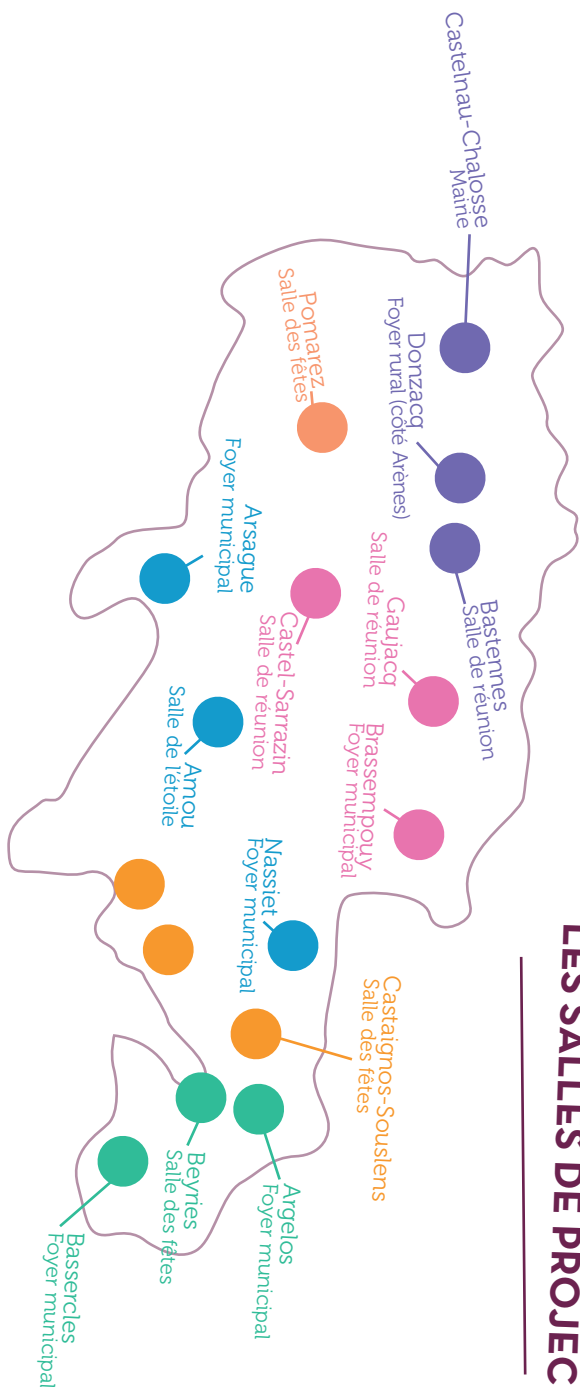 LES SALLES DE PROJEC
Castelnau-Chalosse
Mairie
Donzacq
Foyer rural (côté Arènes)
Bastennes
Salle de réunion
Pomarez
Salle des fêtes
Gaujacq
Salle de réunion
Brassempouy
Foyer municipal
Castel-Sarrazin
Salle de réunion
Arsague
Foyer municipal
Amou
Salle de l'étoile
Nassiet
Foyer municipal
Castaignos-Souslens
Salle des fêtes
Argelos
Foyer municipal
Beyries
Salle des fêtes
Bassercles
Foyer municipal